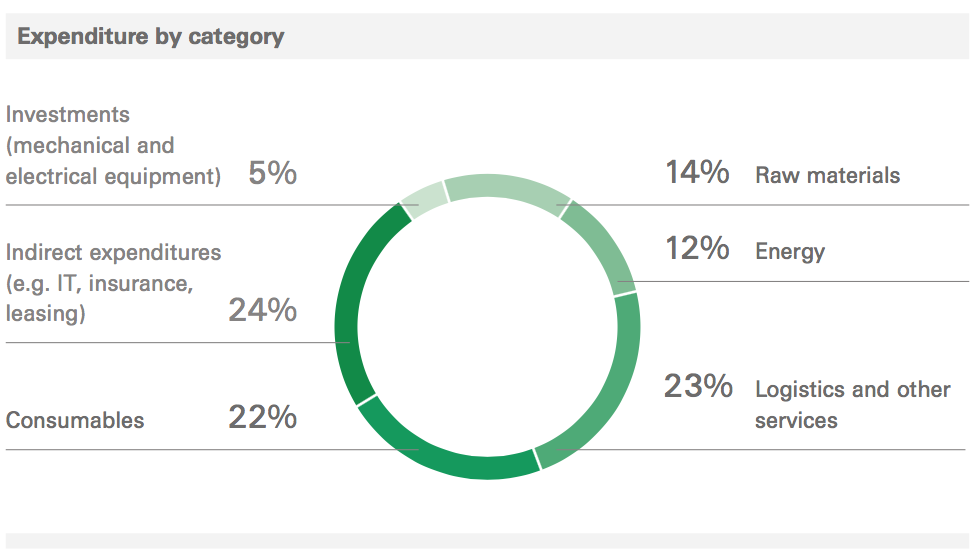 Expenditure by category
Investments
(mechanical and
electrical equipment) 5%
Indirect expenditures
(e.g. IT, insurance,
leasing) 24%
Consumables 22%
14% Raw materials
12% Energy
23% Logistics and other
services